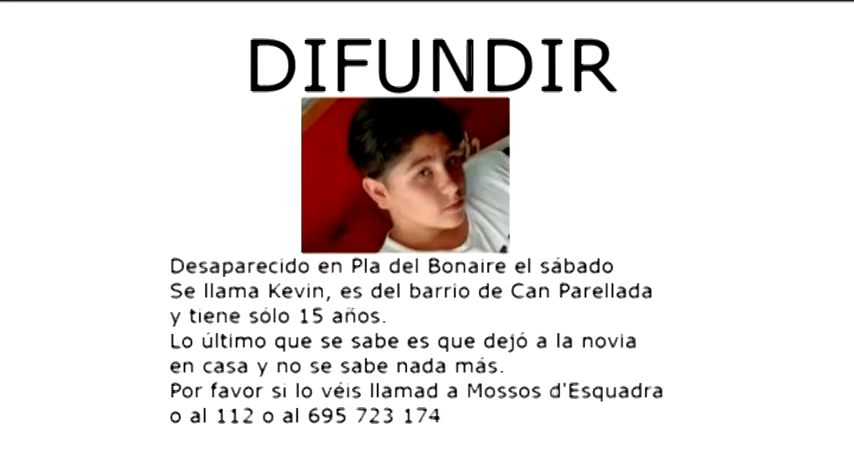 DIFUNDIR
Desaparecido en Pla del Bonaire el sábado
Se llama Kevin, es del barrio de Can Parellada
y tiene sólo 15 años.
Lo último que se sabe es que dejó a la novia
en casa y no se sabe nada más.
Por favor si lo véis llamad a Mossos d'Esquadra
o al 112 o al 695 723 174